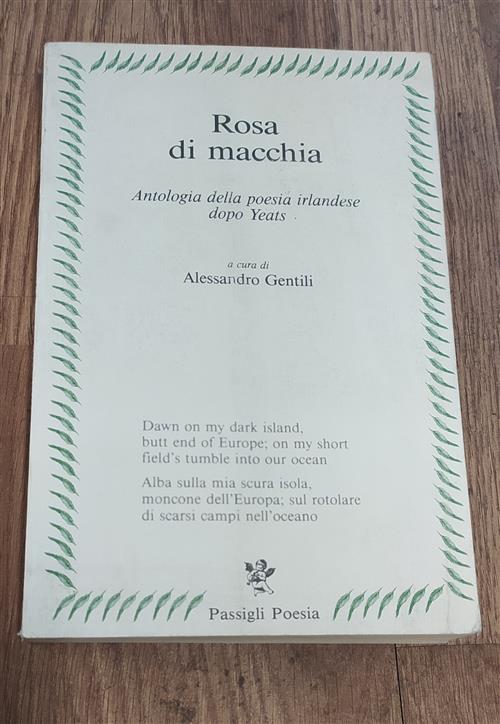 Rosa
di macchia
Antologia della poesia irlandese
dopo Yeats
a cura di
Alessandro Gentili
Dawn on my dark island,
butt end of Europe; on my short
field's tumble into our ocean
Alba sulla mia scura isola,
moncone dell'Europa; sul rotolare
di scarsi campi nell'oceano
Passigli Poesia